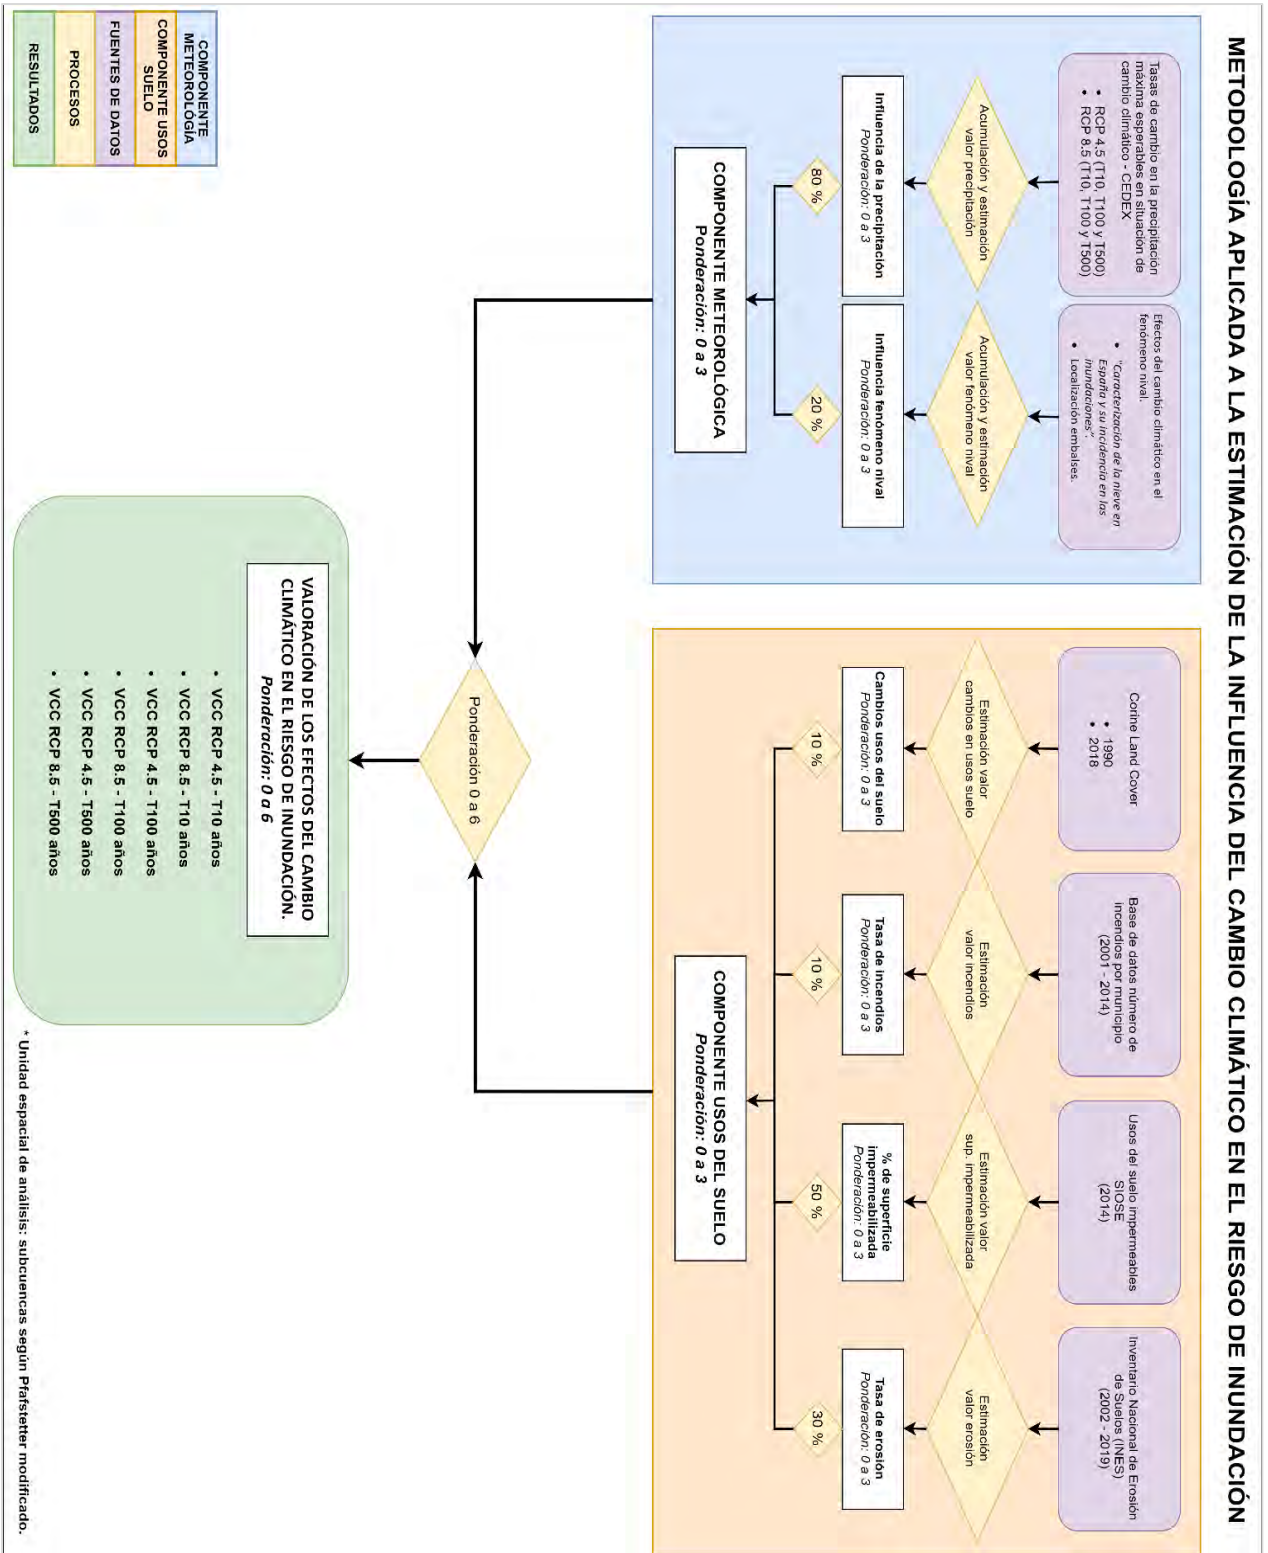 METODOLOGÍA APLICADA A LA ESTIMACIÓN DE LA INFLUENCIA DEL CAMBIO CLIMÁTICO EN EL RIESGO DE INUNDACIÓN
Tasas de cambio en la precipitación
máxima esperables en situación de
cambio climático - CEDEX
• RCP 4.5 (T10, T100 y T500)
• RCP 8.5 (T10, T100 y T500)
Efectos del cambio climático en el
fenómeno nival.
• "Caracterización de la nieve en
España y su incidencia en las
inundaciones".
• Localización embalses.
Acumulación y estimación
valor precipitación
Acumulación y estimación
valor fenómeno nival
Influencia de la precipitación
Ponderación: 0 a 3
Influencia fenómeno nival
Ponderación: 0 a 3
80 %
20 %
COMPONENTE METEOROLÓGICA
Ponderación: 0 a 3
Corine Land Cover
• 1990
• 2018
Base de datos número de
incendios por municipio
(2001 - 2014)
Usos del suelo impermeables
SIOSE
(2014)
Inventario Nacional de Erosión
de Suelos (INES)
(2002 - 2019)
Estimación valor
cambios en usos suelo
Estimación
valor incendios
Estimación valor
sup. impermeabilizada
Estimación
valor erosión
Cambios usos del suelo
Ponderación: 0 a 3
Tasa de incendios
Ponderación: 0 a 3
% de superficie
impermeabilizada
Ponderación: 0 a 3
Tasa de erosión
Ponderación: 0 a 3
10 %
10 %
50 %
30 %
COMPONENTE USOS DEL SUELO
Ponderación: 0 a 3
Ponderación 0 a 6
VALORACIÓN DE LOS EFECTOS DEL CAMBIO
CLIMÁTICO EN EL RIESGO DE INUNDACIÓN.
Ponderación: 0 a 6
• VCC RCP 4.5 - T10 años
• VCC RCP 8.5 - T10 años
• VCC RCP 4.5 - T100 años
• VCC RCP 8.5 - T100 años
• VCC RCP 4.5 - T500 años
• VCC RCP 8.5 - T500 años
COMPONENTE
METEOROLÓGÍA
COMPONENTE USOS
SUELO
FUENTES DE DATOS
PROCESOS
RESULTADOS
* Unidad espacial de análisis: subcuencas según Pfafstetter modificado.